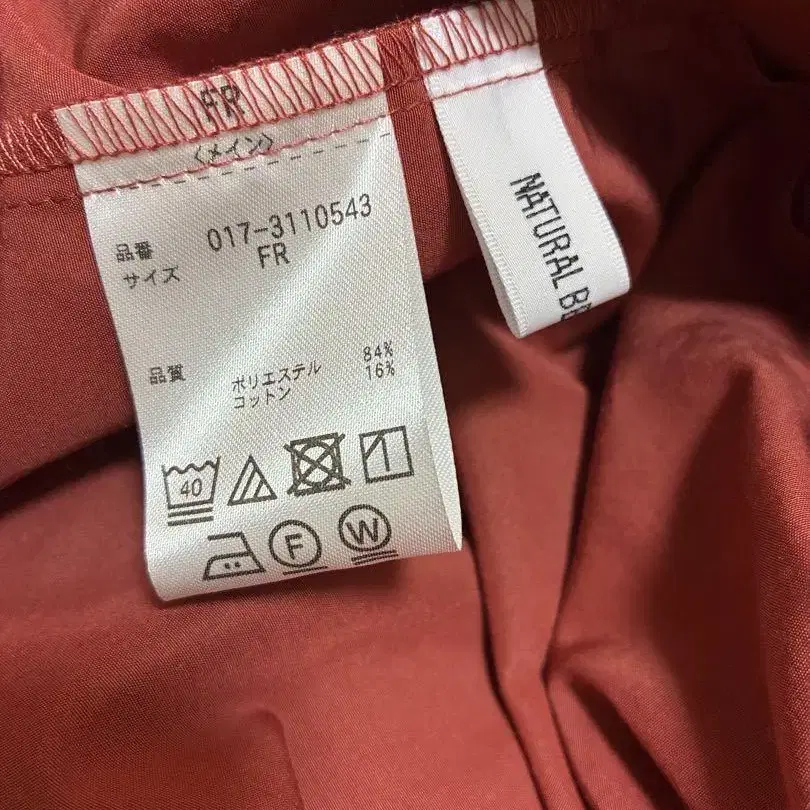 FR
〈メイン〉
品番 017-3110543
サイズ FR
品質 ポリエステル 84%
コットン 16%
40
F
W
NATURAL BE